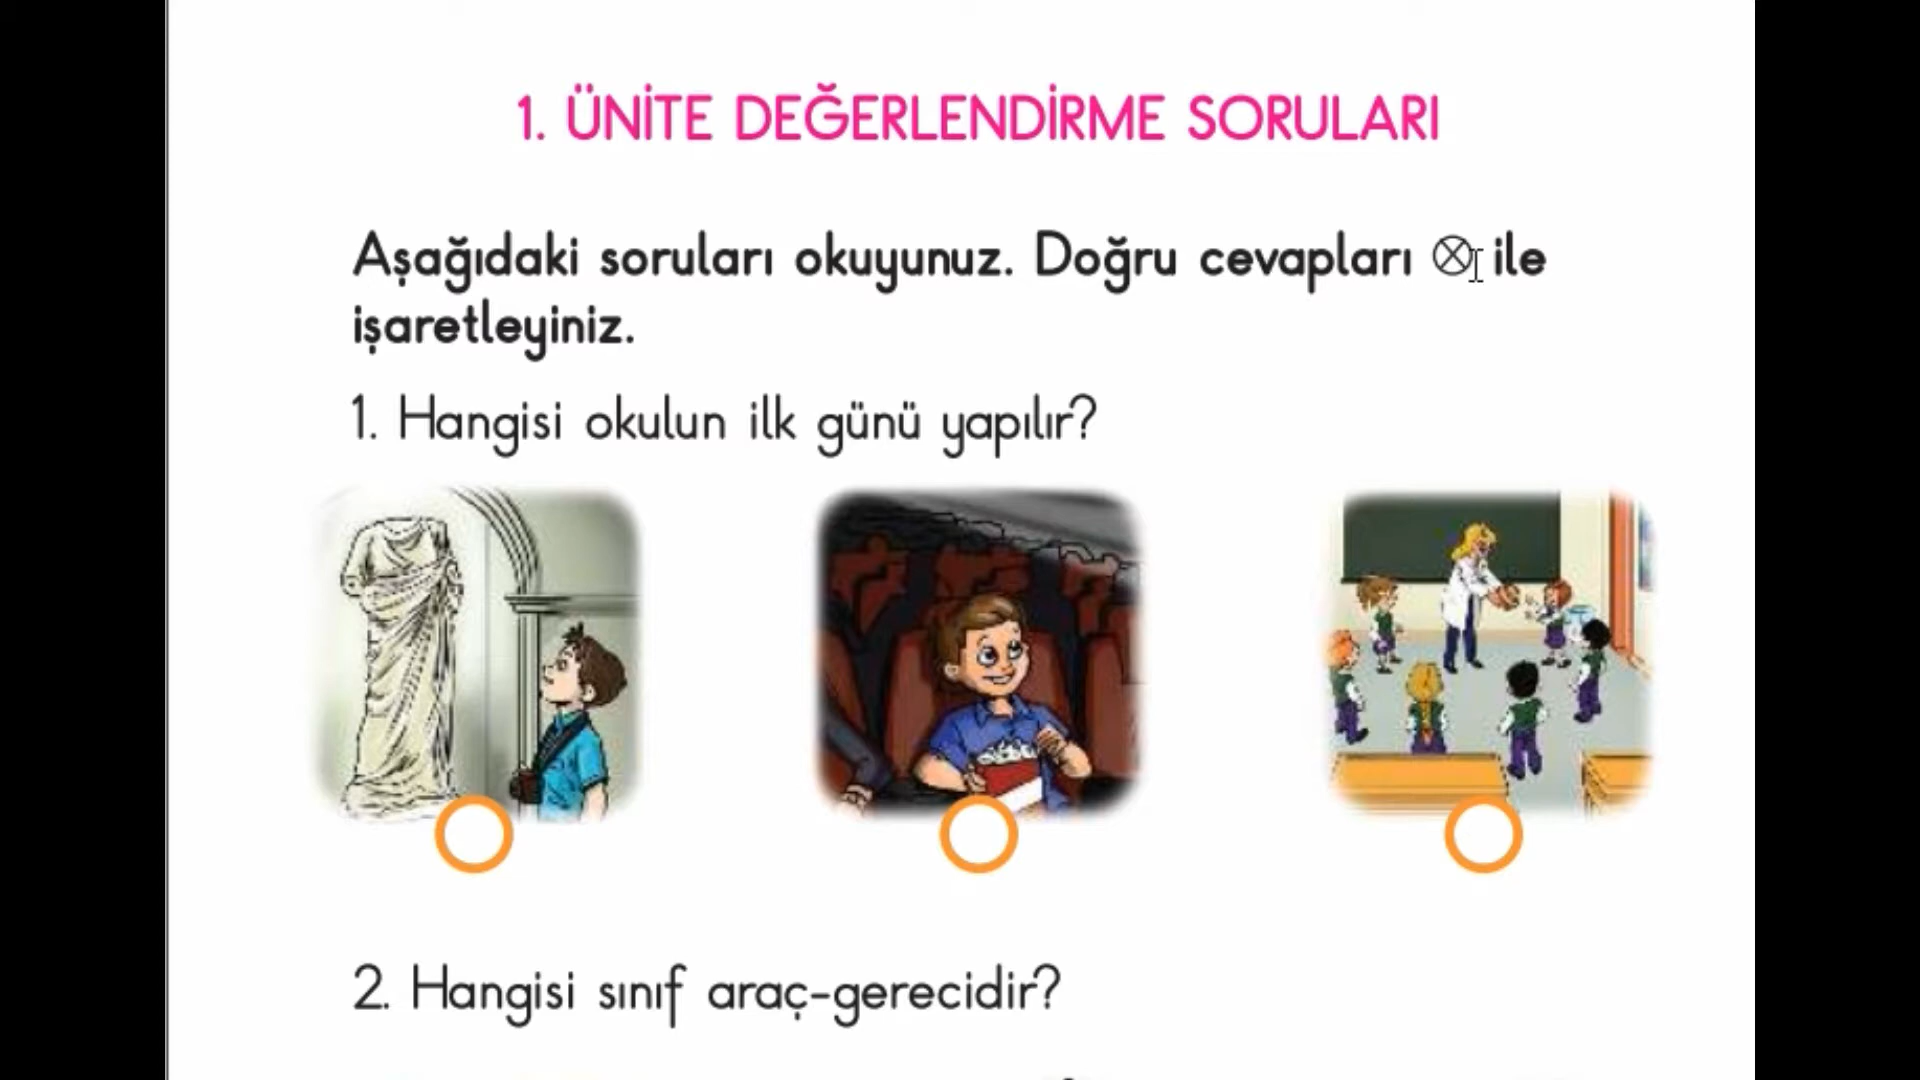 1. ÜNİTE DEĞERLENDİRME SORULARI
Aşağıdaki soruları okuyunuz. Doğru cevapları ⊗ ile
işaretleyiniz.
1. Hangisi okulun ilk günü yapılır?
2. Hangisi sınıf araç-gerecidir?